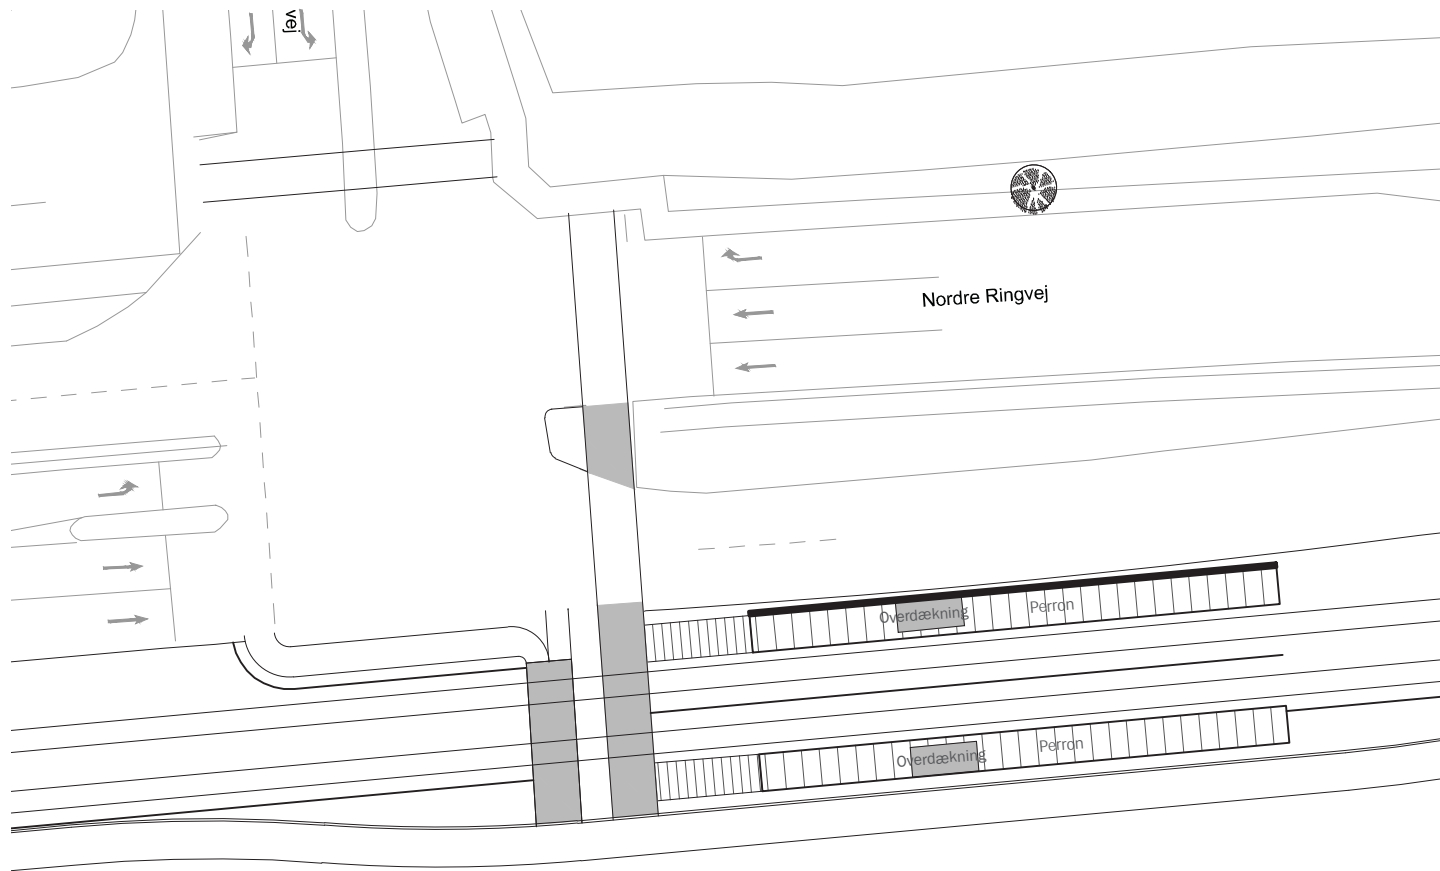 vej
Nordre Ringvej
Overdækning
Perron
Overdækning
Perron